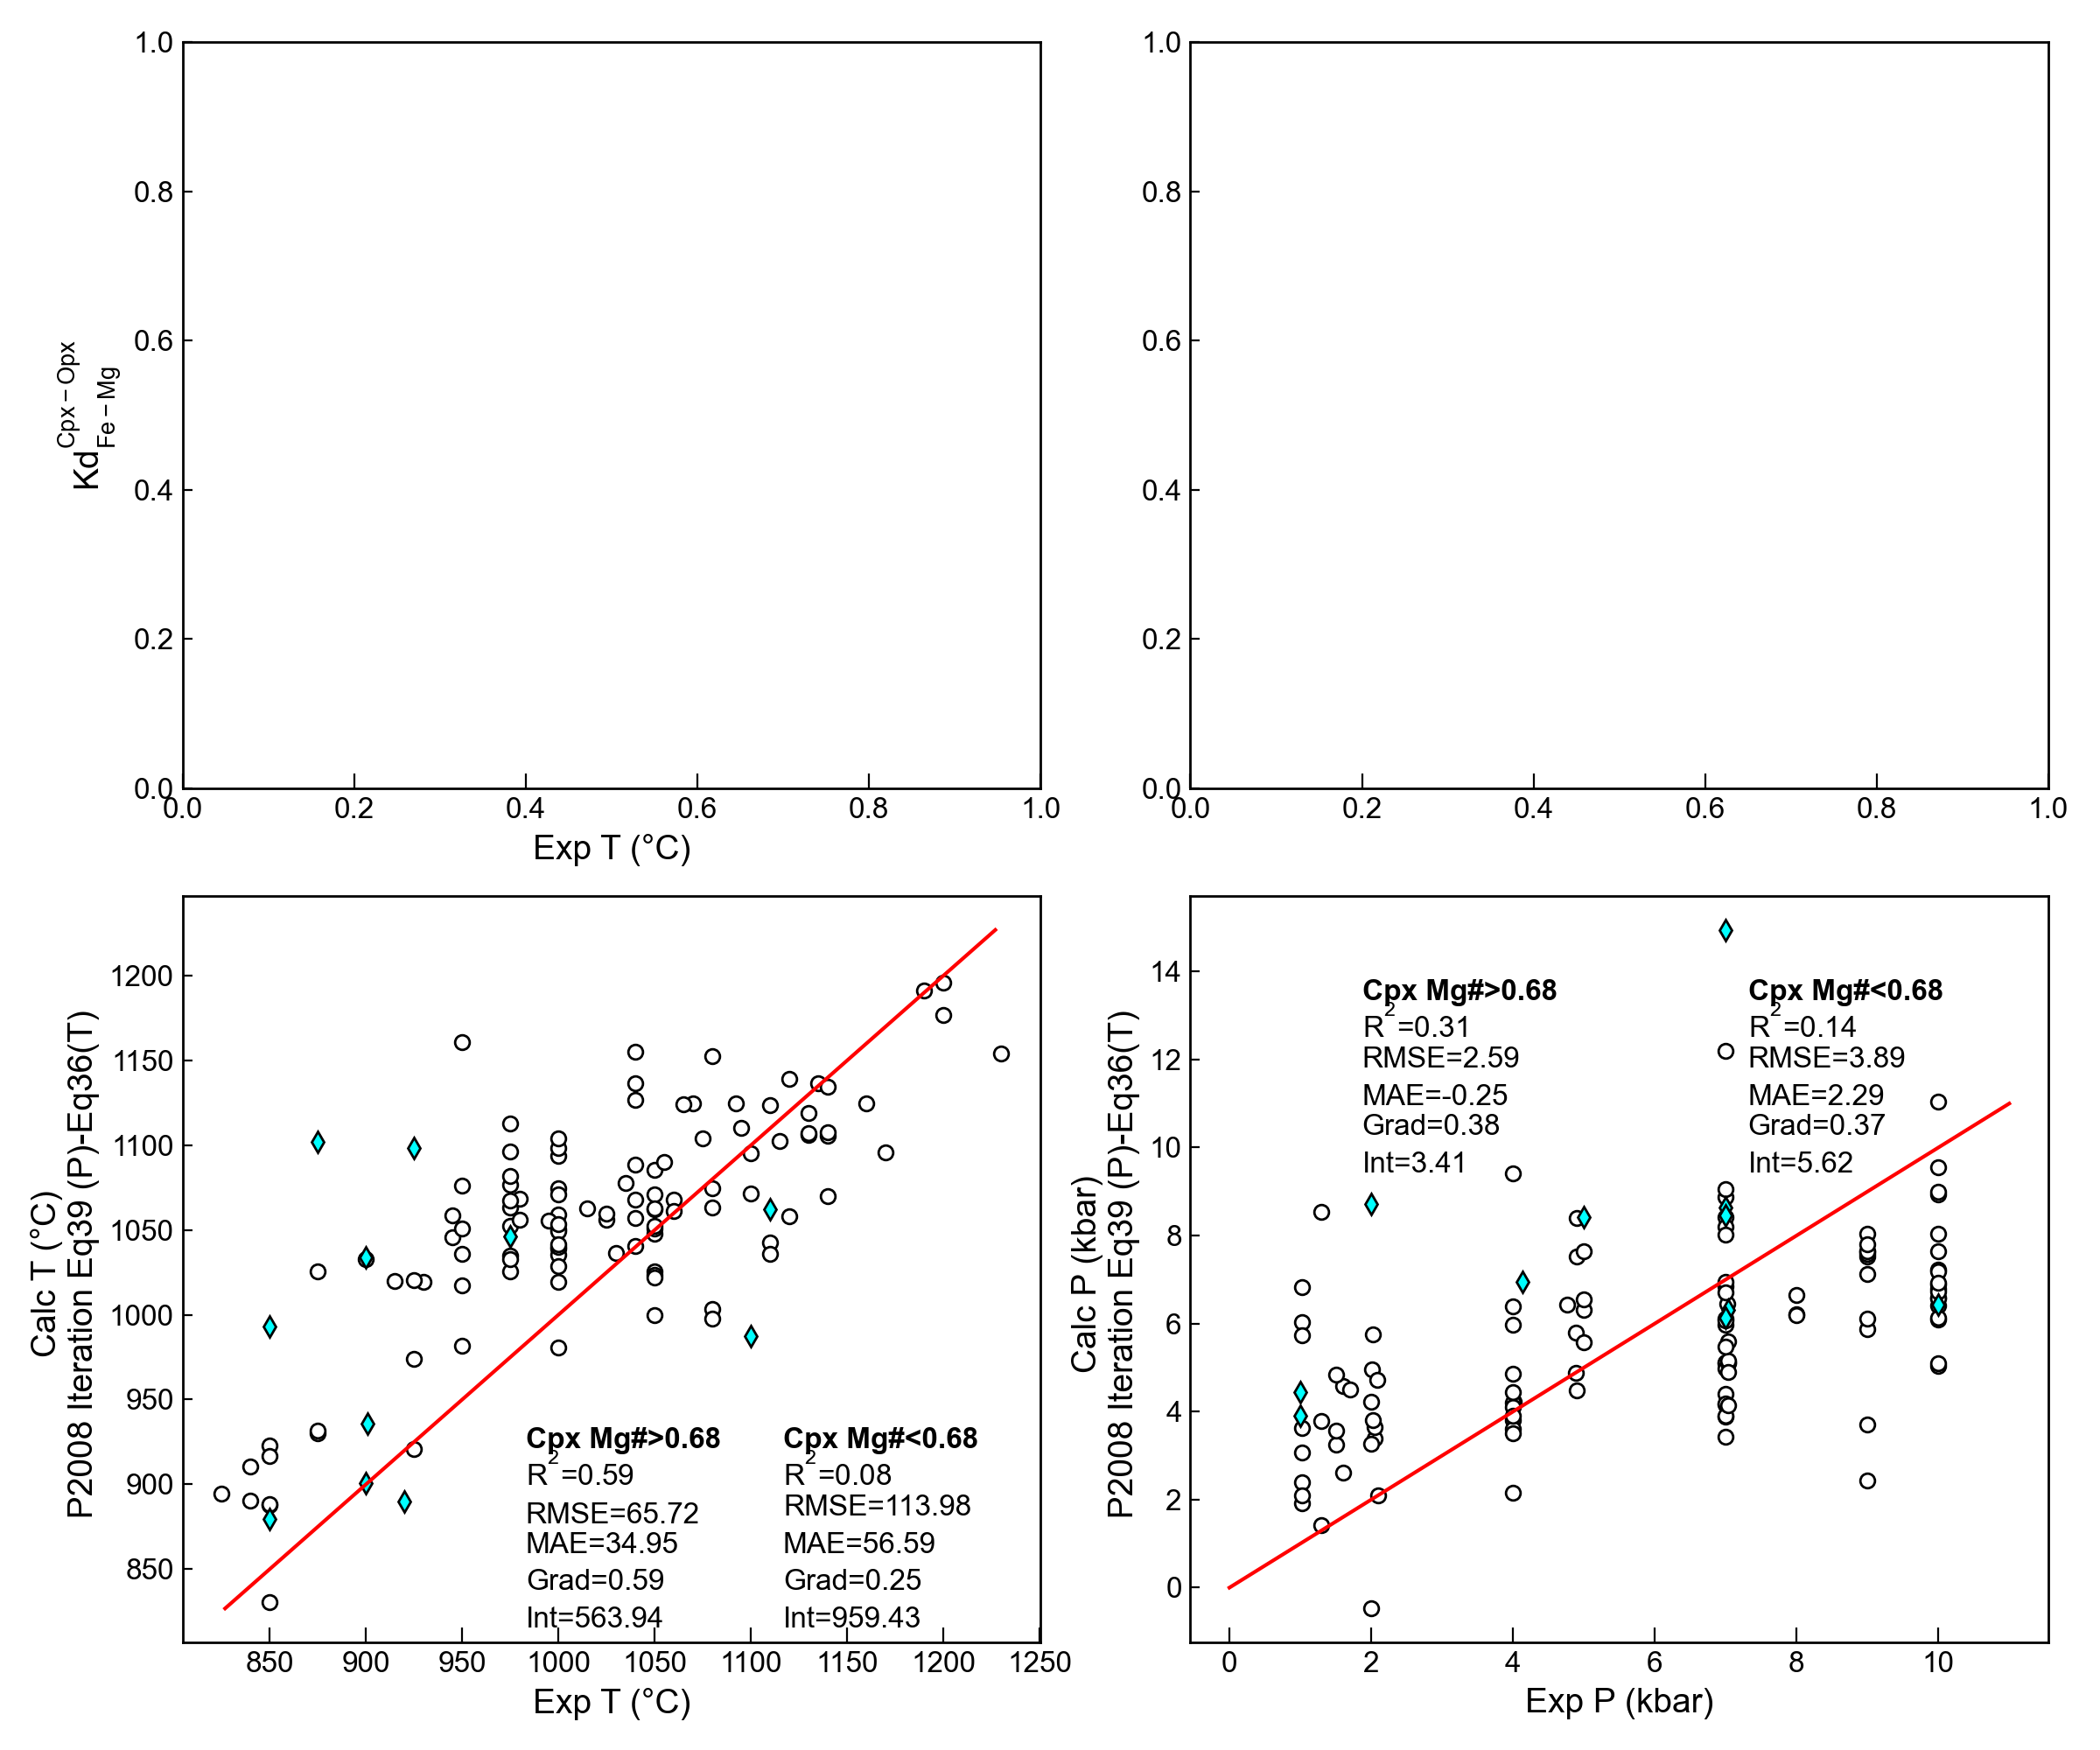 1.0
0.8
0.6
0.4
0.2
0.0
Kd Cpx−Opx Fe−Mg
0.0 0.2 0.4 0.6 0.8 1.0
Exp T (°C)
1.0
0.8
0.6
0.4
0.2
0.0
0.0 0.2 0.4 0.6 0.8 1.0
Calc T (°C)
P2008 Iteration Eq39 (P)-Eq36(T)
1200
1150
1100
1050
1000
950
900
850
Cpx Mg#>0.68
R²=0.59
RMSE=65.72
MAE=34.95
Grad=0.59
Int=563.94
Cpx Mg#<0.68
R²=0.08
RMSE=113.98
MAE=56.59
Grad=0.25
Int=959.43
850 900 950 1000 1050 1100 1150 1200 1250
Exp T (°C)
Calc P (kbar)
P2008 Iteration Eq39 (P)-Eq36(T)
14
12
10
8
6
4
2
0
Cpx Mg#>0.68
R²=0.31
RMSE=2.59
MAE=-0.25
Grad=0.38
Int=3.41
Cpx Mg#<0.68
R²=0.14
RMSE=3.89
MAE=2.29
Grad=0.37
Int=5.62
0 2 4 6 8 10
Exp P (kbar)